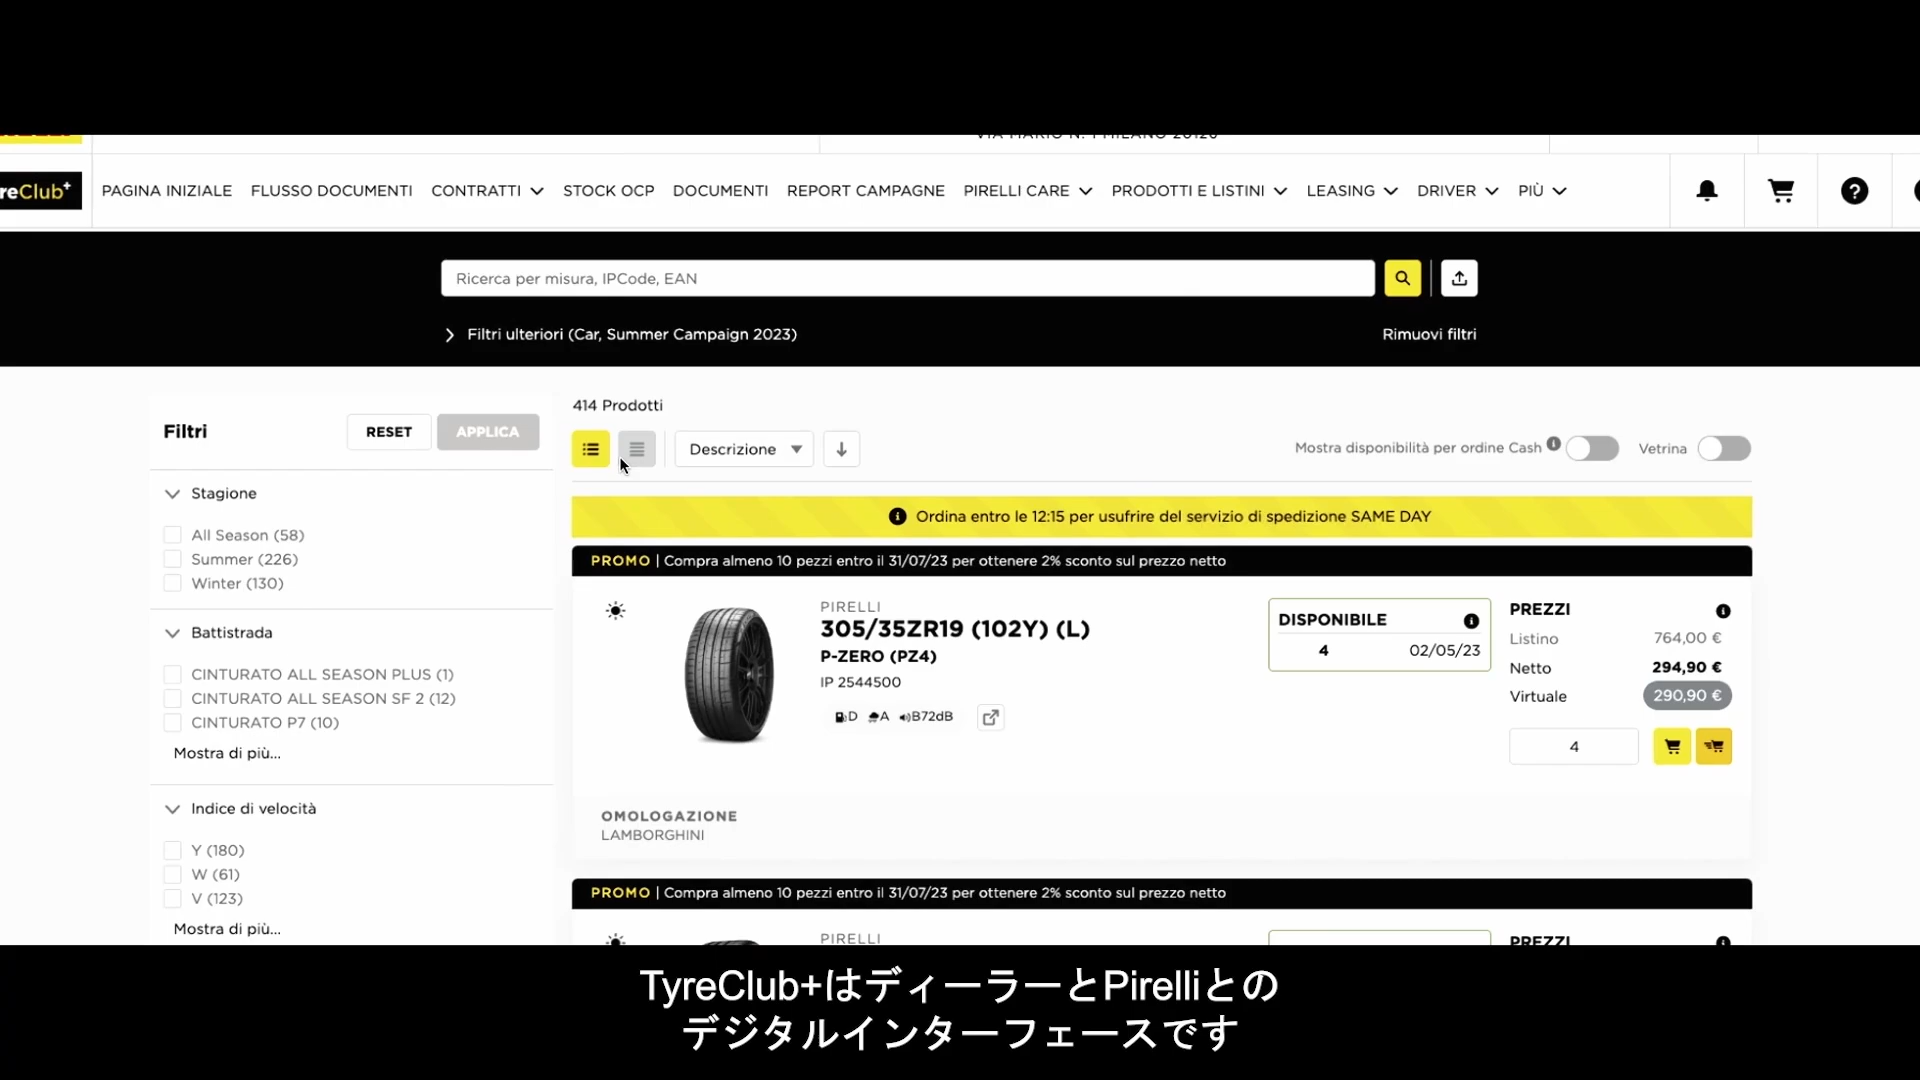 VIA MARIO N. 1 MILANO 20126
reClub+
PAGINA INIZIALE
FLUSSO DOCUMENTI
CONTRATTI
STOCK OCP
DOCUMENTI
REPORT CAMPAGNE
PIRELLI CARE
PRODOTTI E LISTINI
LEASING
DRIVER
PIÙ
Ricerca per misura, IPCode, EAN
Filtri ulteriori (Car, Summer Campaign 2023)
Rimuovi filtri
Filtri
RESET
APPLICA
Stagione
All Season (58)
Summer (226)
Winter (130)
Battistrada
CINTURATO ALL SEASON PLUS (1)
CINTURATO ALL SEASON SF 2 (12)
CINTURATO P7 (10)
Mostra di più...
Indice di velocità
Y (180)
W (61)
V (123)
Mostra di più...
414 Prodotti
Descrizione
Mostra disponibilità per ordine Cash
Vetrina
Ordina entro le 12:15 per usufrire del servizio di spedizione SAME DAY
PROMO | Compra almeno 10 pezzi entro il 31/07/23 per ottenere 2% sconto sul prezzo netto
PIRELLI
305/35ZR19 (102Y) (L)
P-ZERO (PZ4)
IP 2544500
D A B72dB
DISPONIBILE
4 02/05/23
PREZZI
Listino 764,00 €
Netto 294,90 €
Virtuale 290,90 €
4
OMOLOGAZIONE
LAMBORGHINI
PROMO | Compra almeno 10 pezzi entro il 31/07/23 per ottenere 2% sconto sul prezzo netto
PIRELLI
PREZZI
TyreClub+はディーラーとPirelliとの
デジタルインターフェースです